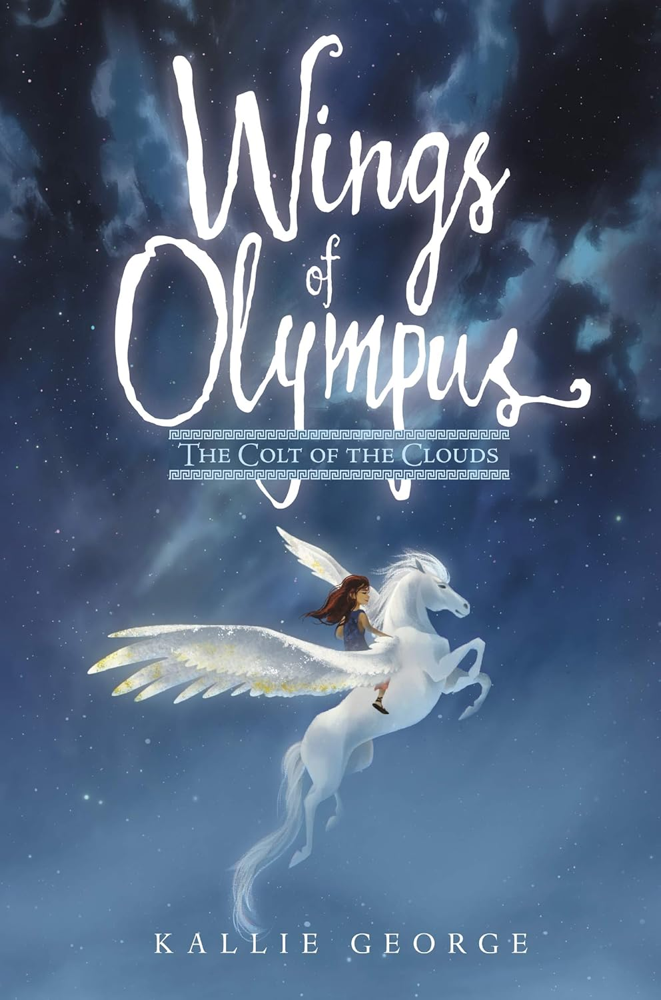 Wings
of
Olympus
THE COLT OF THE CLOUDS
KALLIE GEORGE